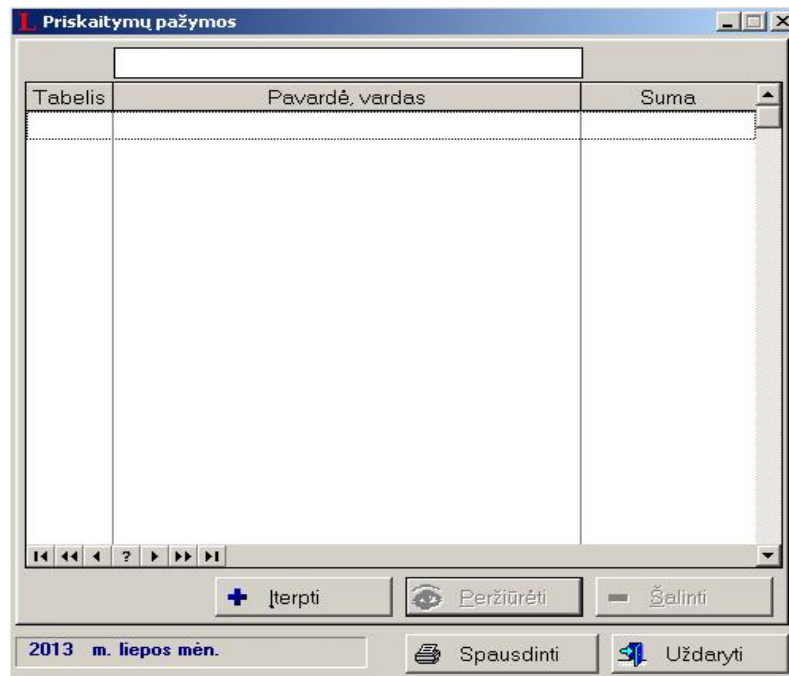 L Priskaitymų pažymos
Tabelis Pavardė, vardas Suma
?
Įterpti Peržiūrėti Šalinti
2013 m. liepos mėn. Spausdinti Uždaryti